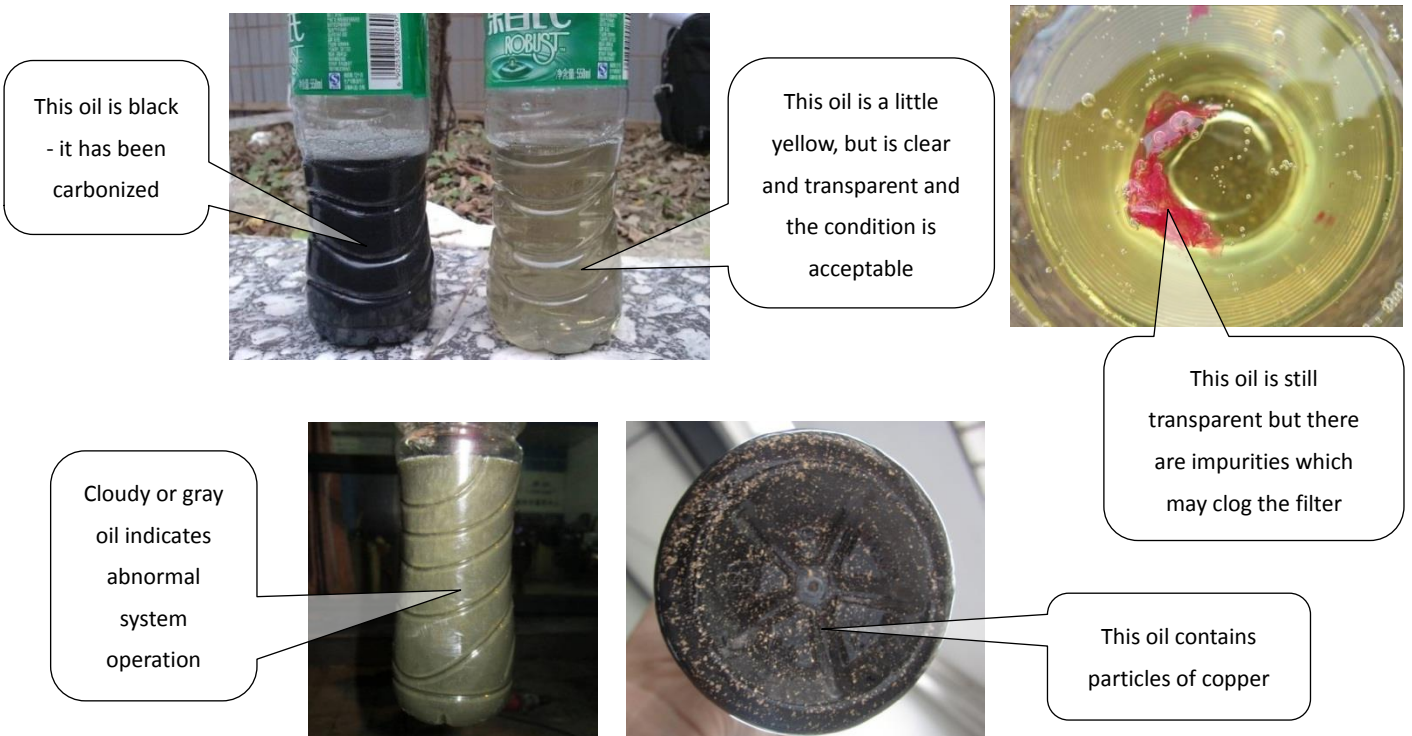 This oil is black
- it has been
carbonized
ROBUST
550ml
550ml
This oil is a little
yellow, but is clear
and transparent and
the condition is
acceptable
This oil is still
transparent but there
are impurities which
may clog the filter
Cloudy or gray
oil indicates
abnormal
system
operation
This oil contains
particles of copper